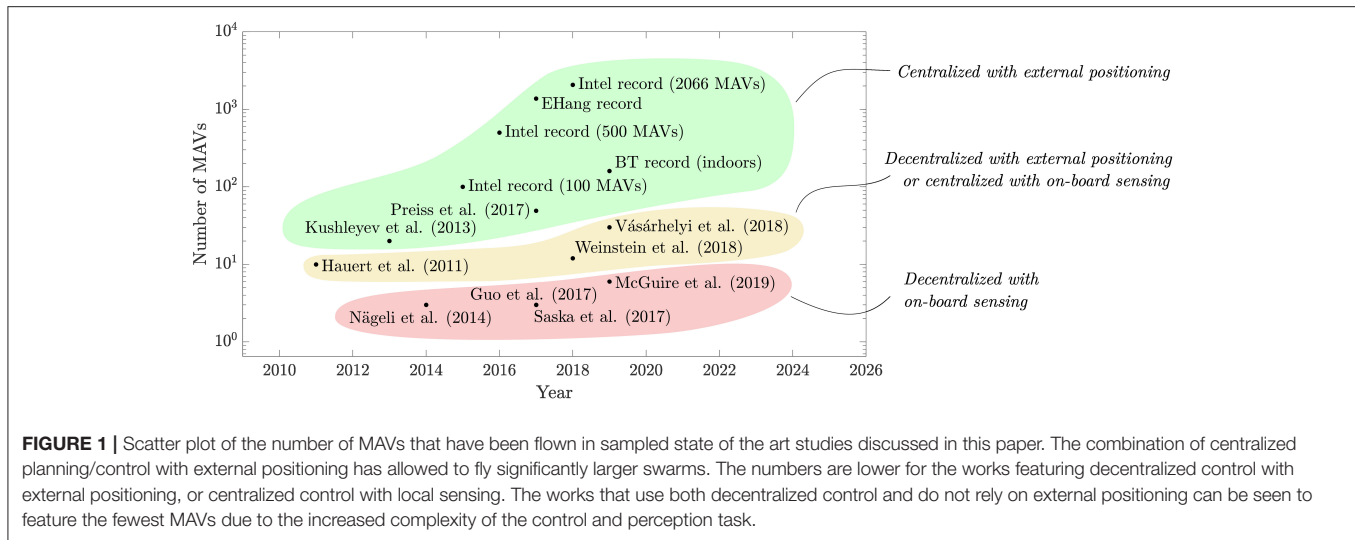 10^4
Intel record (2066 MAVs)
Centralized with external positioning
EHang record
10^3
Intel record (500 MAVs)
Number of MAVs
BT record (indoors)
Decentralized with external positioning
or centralized with on-board sensing
10^2
Intel record (100 MAVs)
Preiss et al. (2017)
Kushleyev et al. (2013)
Vásárhelyi et al. (2018)
Weinstein et al. (2018)
10^1
Hauert et al. (2011)
McGuire et al. (2019)
Decentralized with
on-board sensing
Guo et al. (2017)
Nägeli et al. (2014)
Saska et al. (2017)
10^0
2010 2012 2014 2016 2018 2020 2022 2024 2026
Year
FIGURE 1 | Scatter plot of the number of MAVs that have been flown in sampled state of the art studies discussed in this paper. The combination of centralized
planning/control with external positioning has allowed to fly significantly larger swarms. The numbers are lower for the works featuring decentralized control with
external positioning, or centralized control with local sensing. The works that use both decentralized control and do not rely on external positioning can be seen to
feature the fewest MAVs due to the increased complexity of the control and perception task.